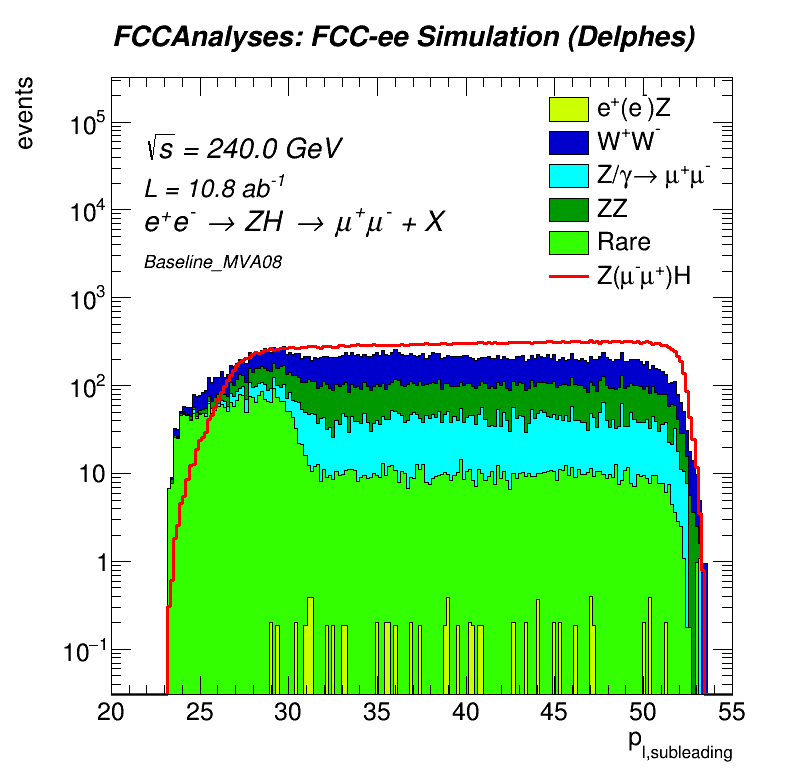 FCCAnalyses: FCC-ee Simulation (Delphes)
events
√s = 240.0 GeV
L = 10.8 ab⁻¹
e⁺e⁻ → ZH → μ⁺μ⁻ + X
Baseline_MVA08
e⁺(e⁻)Z
W⁺W⁻
Z/γ→ μ⁺μ⁻
ZZ
Rare
Z(μ⁻μ⁺)H
10⁵
10⁴
10³
10²
10
1
10⁻¹
20 25 30 35 40 45 50 55
p_l,subleading